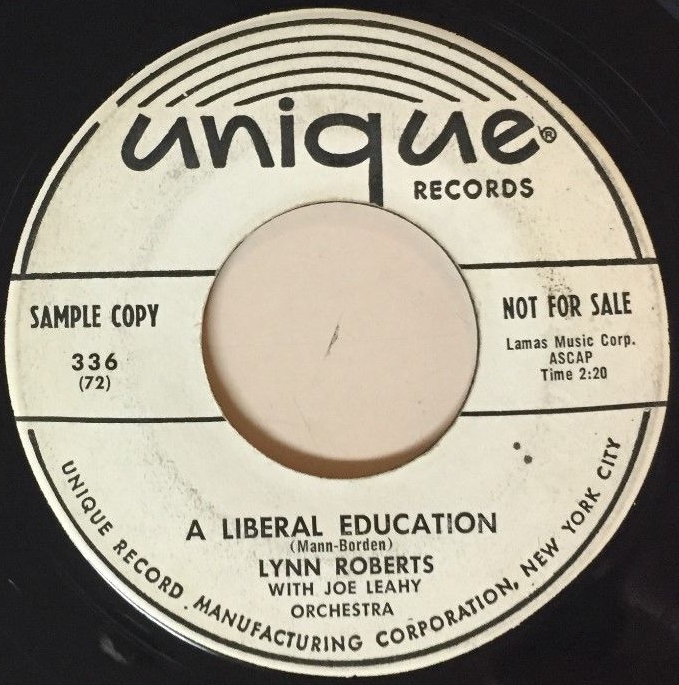 unique®
RECORDS
SAMPLE COPY
336
(72)
NOT FOR SALE
Lamas Music Corp.
ASCAP
Time 2:20
A LIBERAL EDUCATION
(Mann-Borden)
LYNN ROBERTS
WITH JOE LEAHY
ORCHESTRA
UNIQUE RECORD MANUFACTURING CORPORATION, NEW YORK CITY